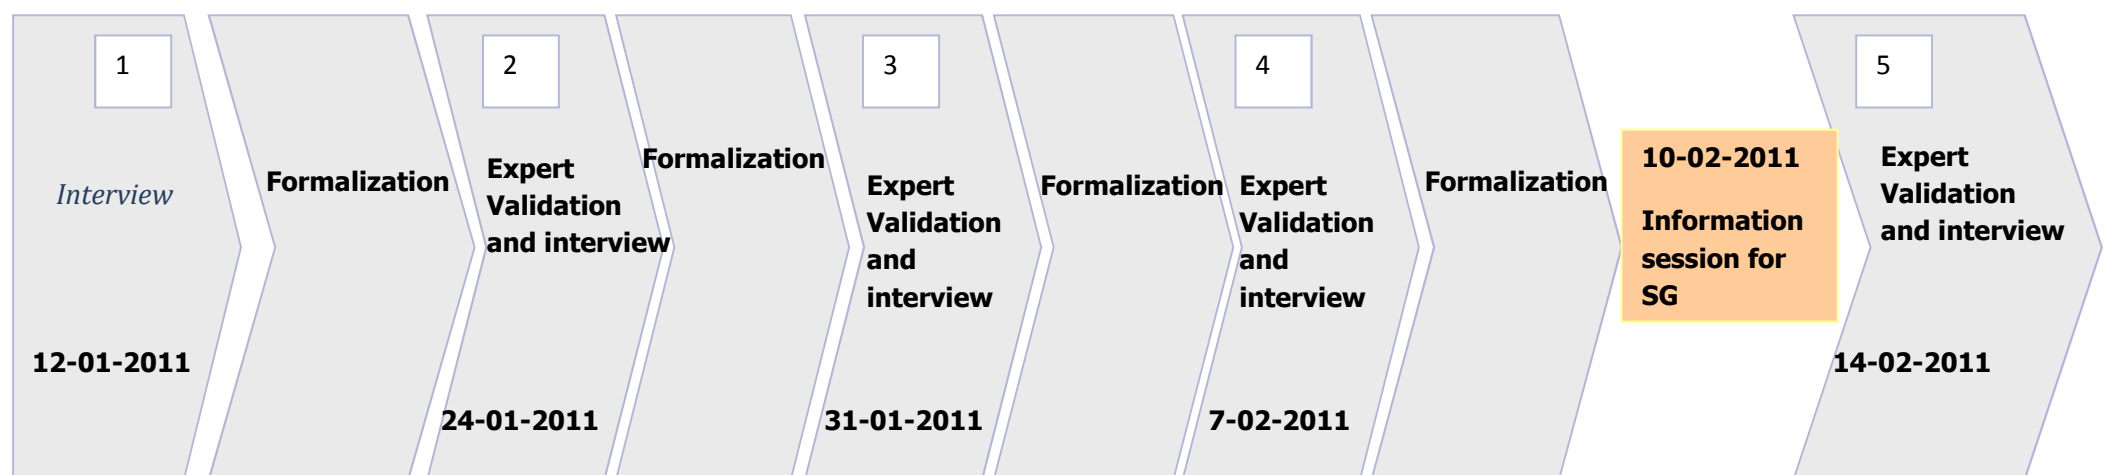 1
Interview
12-01-2011
Formalization
2
Expert
Validation
and interview
24-01-2011
Formalization
3
Expert
Validation
and
interview
31-01-2011
Formalization
4
Expert
Validation
and
interview
7-02-2011
Formalization
10-02-2011
Information
session for
SG
5
Expert
Validation
and interview
14-02-2011